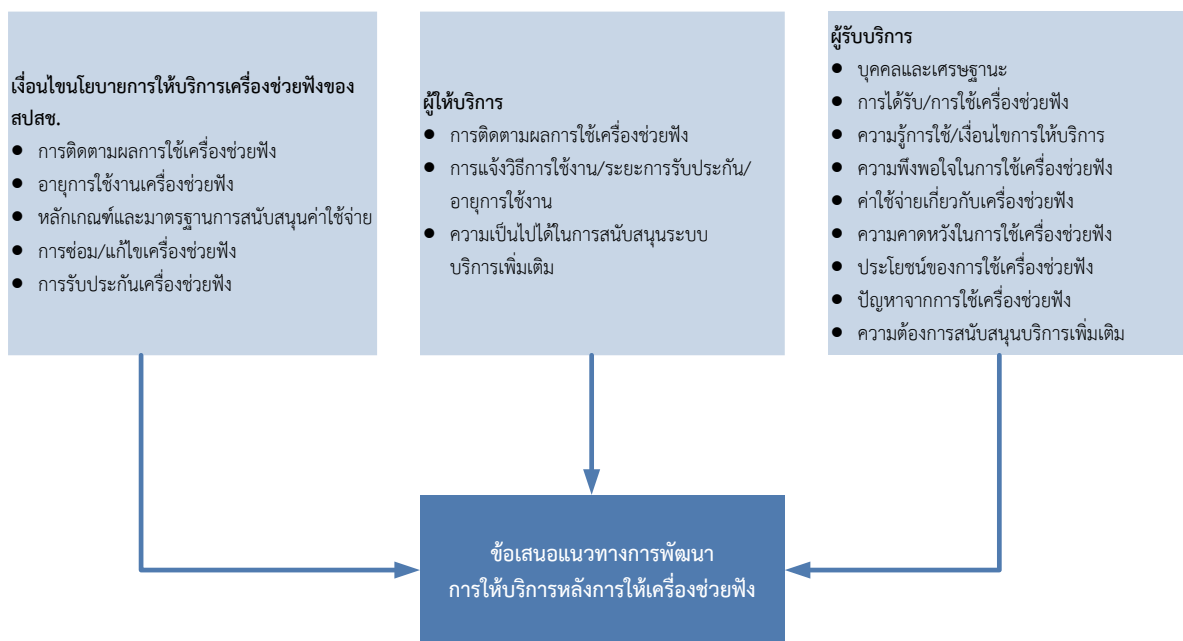 เงื่อนไขนโยบายการให้บริการเครื่องช่วยฟังของ
สปสช.
● การติดตามผลการใช้เครื่องช่วยฟัง
● อายุการใช้งานเครื่องช่วยฟัง
● หลักเกณฑ์และมาตรฐานการสนับสนุนค่าใช้จ่าย
● การซ่อม/แก้ไขเครื่องช่วยฟัง
● การรับประกันเครื่องช่วยฟัง
ผู้ให้บริการ
● การติดตามผลการใช้เครื่องช่วยฟัง
● การแจ้งวิธีการใช้งาน/ระยะการรับประกัน/
อายุการใช้งาน
● ความเป็นไปได้ในการสนับสนุนระบบ
บริการเพิ่มเติม
ผู้รับบริการ
● บุคคลและเศรษฐานะ
● การได้รับ/การใช้เครื่องช่วยฟัง
● ความรู้การใช้/เงื่อนไขการให้บริการ
● ความพึงพอใจในการใช้เครื่องช่วยฟัง
● ค่าใช้จ่ายเกี่ยวกับเครื่องช่วยฟัง
● ความคาดหวังในการใช้เครื่องช่วยฟัง
● ประโยชน์ของการใช้เครื่องช่วยฟัง
● ปัญหาจากการใช้เครื่องช่วยฟัง
● ความต้องการสนับสนุนบริการเพิ่มเติม
ข้อเสนอแนวทางการพัฒนา
การให้บริการหลังการให้เครื่องช่วยฟัง